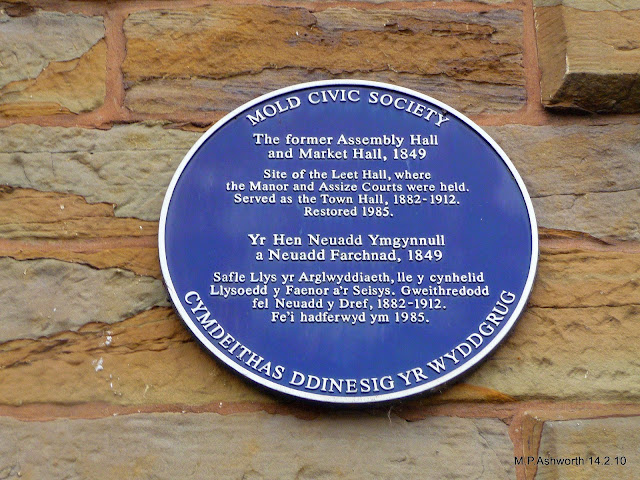 MOLD CIVIC SOCIETY
The former Assembly Hall
and Market Hall, 1849
Site of the Leet Hall, where
the Manor and Assize Courts were held.
Served as the Town Hall, 1882-1912.
Restored 1985.
Yr Hen Neuadd Ymgynnull
a Neuadd Farchnad, 1849
Safle Llys yr Arglwyddiaeth, lle y cynhelid
Llysoedd y Faenor a'r Seisys. Gweithredodd
fel Neuadd y Dref, 1882-1912.
Fe'i hadferwyd ym 1985.
CYMDEITHAS DDINESIG YR WYDDGRUG
M P Ashworth 14.2.10